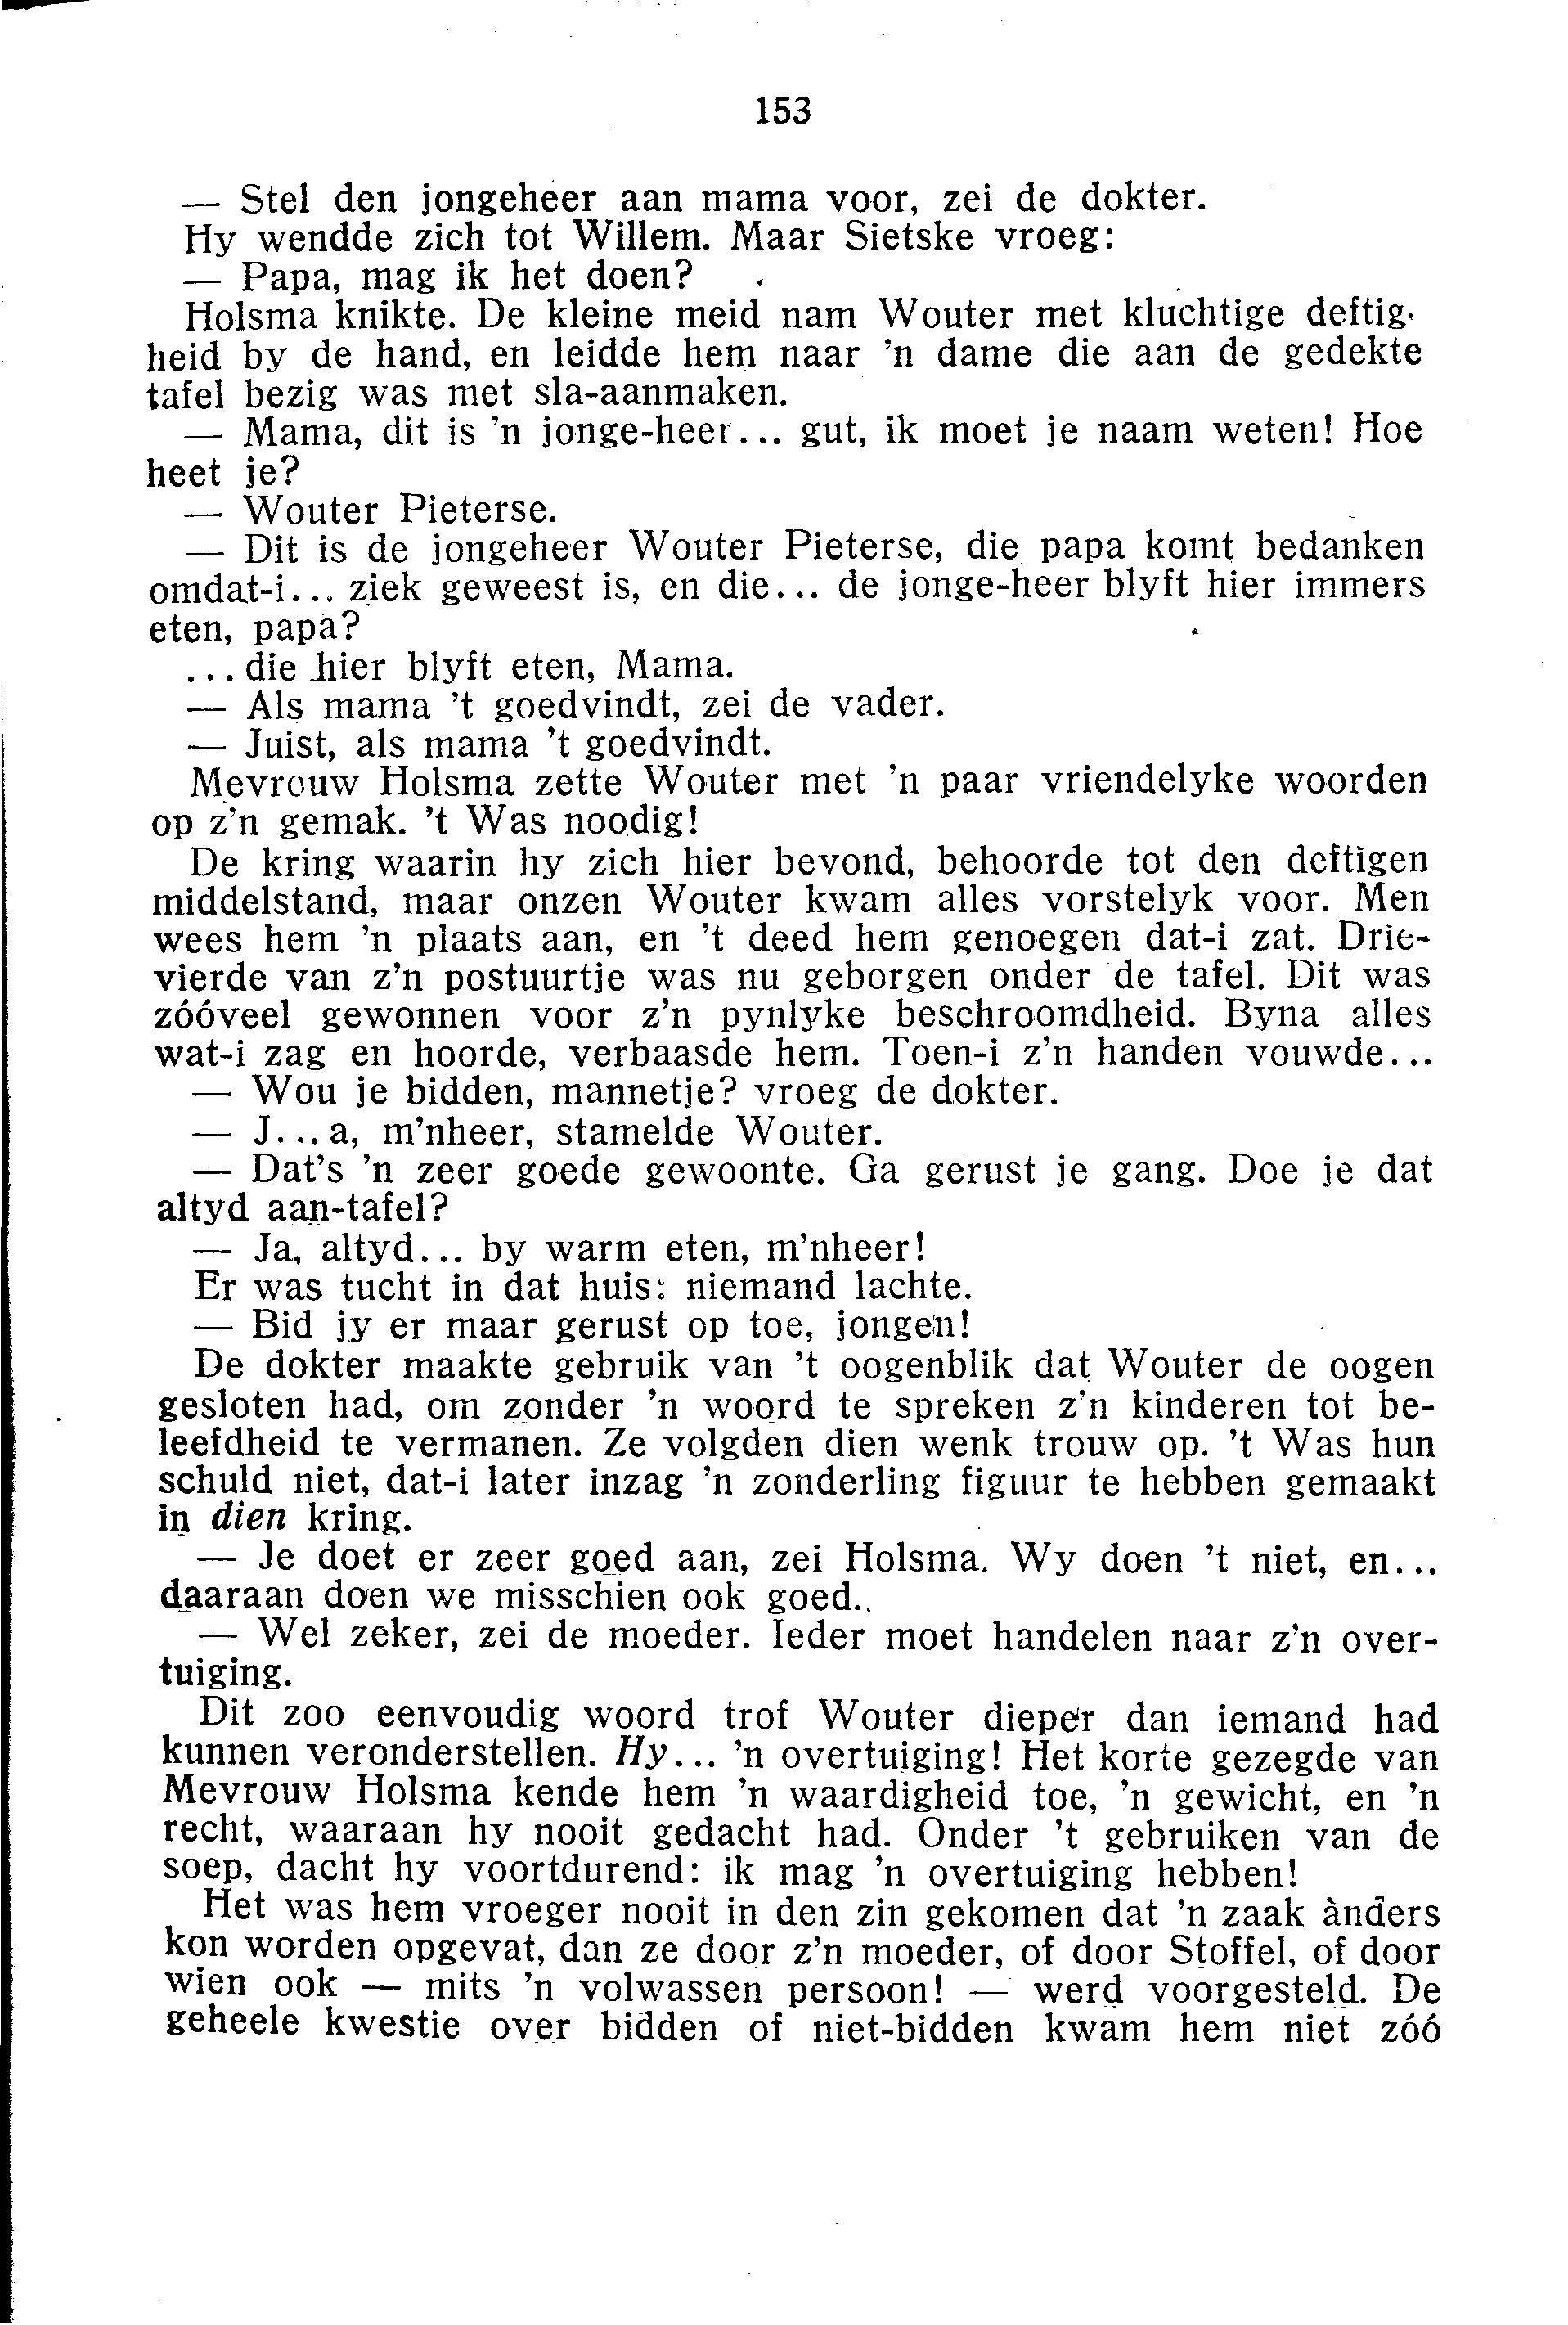 153
— Stel den jongeheer aan mama voor, zei de dokter.
Hy wendde zich tot Willem. Maar Sietske vroeg:
— Papa, mag ik het doen?
Holsma knikte. De kleine meid nam Wouter met kluchtige deftig-
heid by de hand, en leidde hem naar 'n dame die aan de gedekte
tafel bezig was met sla-aanmaken.
— Mama, dit is 'n jonge-heer... gut, ik moet je naam weten! Hoe
heet je?
— Wouter Pieterse.
— Dit is de jongeheer Wouter Pieterse, die papa komt bedanken
omdat-i... ziek geweest is, en die... de jonge-heer blyft hier immers
eten, papa?
...die hier blyft eten, Mama.
— Als mama 't goedvindt, zei de vader.
— Juist, als mama 't goedvindt.
Mevrouw Holsma zette Wouter met 'n paar vriendelyke woorden
op z'n gemak. 't Was noodig!
De kring waarin hy zich hier bevond, behoorde tot den deftigen
middelstand, maar onzen Wouter kwam alles vorstelyk voor. Men
wees hem 'n plaats aan, en 't deed hem genoegen dat-i zat. Drie-
vierde van z'n postuurtje was nu geborgen onder de tafel. Dit was
zóóveel gewonnen voor z'n pynlyke beschroomdheid. Byna alles
wat-i zag en hoorde, verbaasde hem. Toen-i z'n handen vouwde...
— Wou je bidden, mannetje? vroeg de dokter.
— J...a, m'nheer, stamelde Wouter.
— Dat's 'n zeer goede gewoonte. Ga gerust je gang. Doe je dat
altyd aan-tafel?
— Ja, altyd... by warm eten, m'nheer!
Er was tucht in dat huis: niemand lachte.
— Bid jy er maar gerust op toe, jongen!
De dokter maakte gebruik van 't oogenblik dat Wouter de oogen
gesloten had, om zonder 'n woord te spreken z'n kinderen tot be-
leefdheid te vermanen. Ze volgden dien wenk trouw op. 't Was hun
schuld niet, dat-i later inzag 'n zonderling figuur te hebben gemaakt
in dien kring.
— Je doet er zeer goed aan, zei Holsma. Wy doen 't niet, en...
daaraan doen we misschien ook goed..
— Wel zeker, zei de moeder. Ieder moet handelen naar z'n over-
tuiging.
Dit zoo eenvoudig woord trof Wouter dieper dan iemand had
kunnen veronderstellen. Hy... 'n overtuiging! Het korte gezegde van
Mevrouw Holsma kende hem 'n waardigheid toe, 'n gewicht, en 'n
recht, waaraan hy nooit gedacht had. Onder 't gebruiken van de
soep, dacht hy voortdurend: ik mag 'n overtuiging hebben!
Het was hem vroeger nooit in den zin gekomen dat 'n zaak ànders
kon worden opgevat, dan ze door z'n moeder, of door Stoffel, of door
wien ook — mits 'n volwassen persoon! — werd voorgesteld. De
geheele kwestie over bidden of niet-bidden kwam hem niet zóó